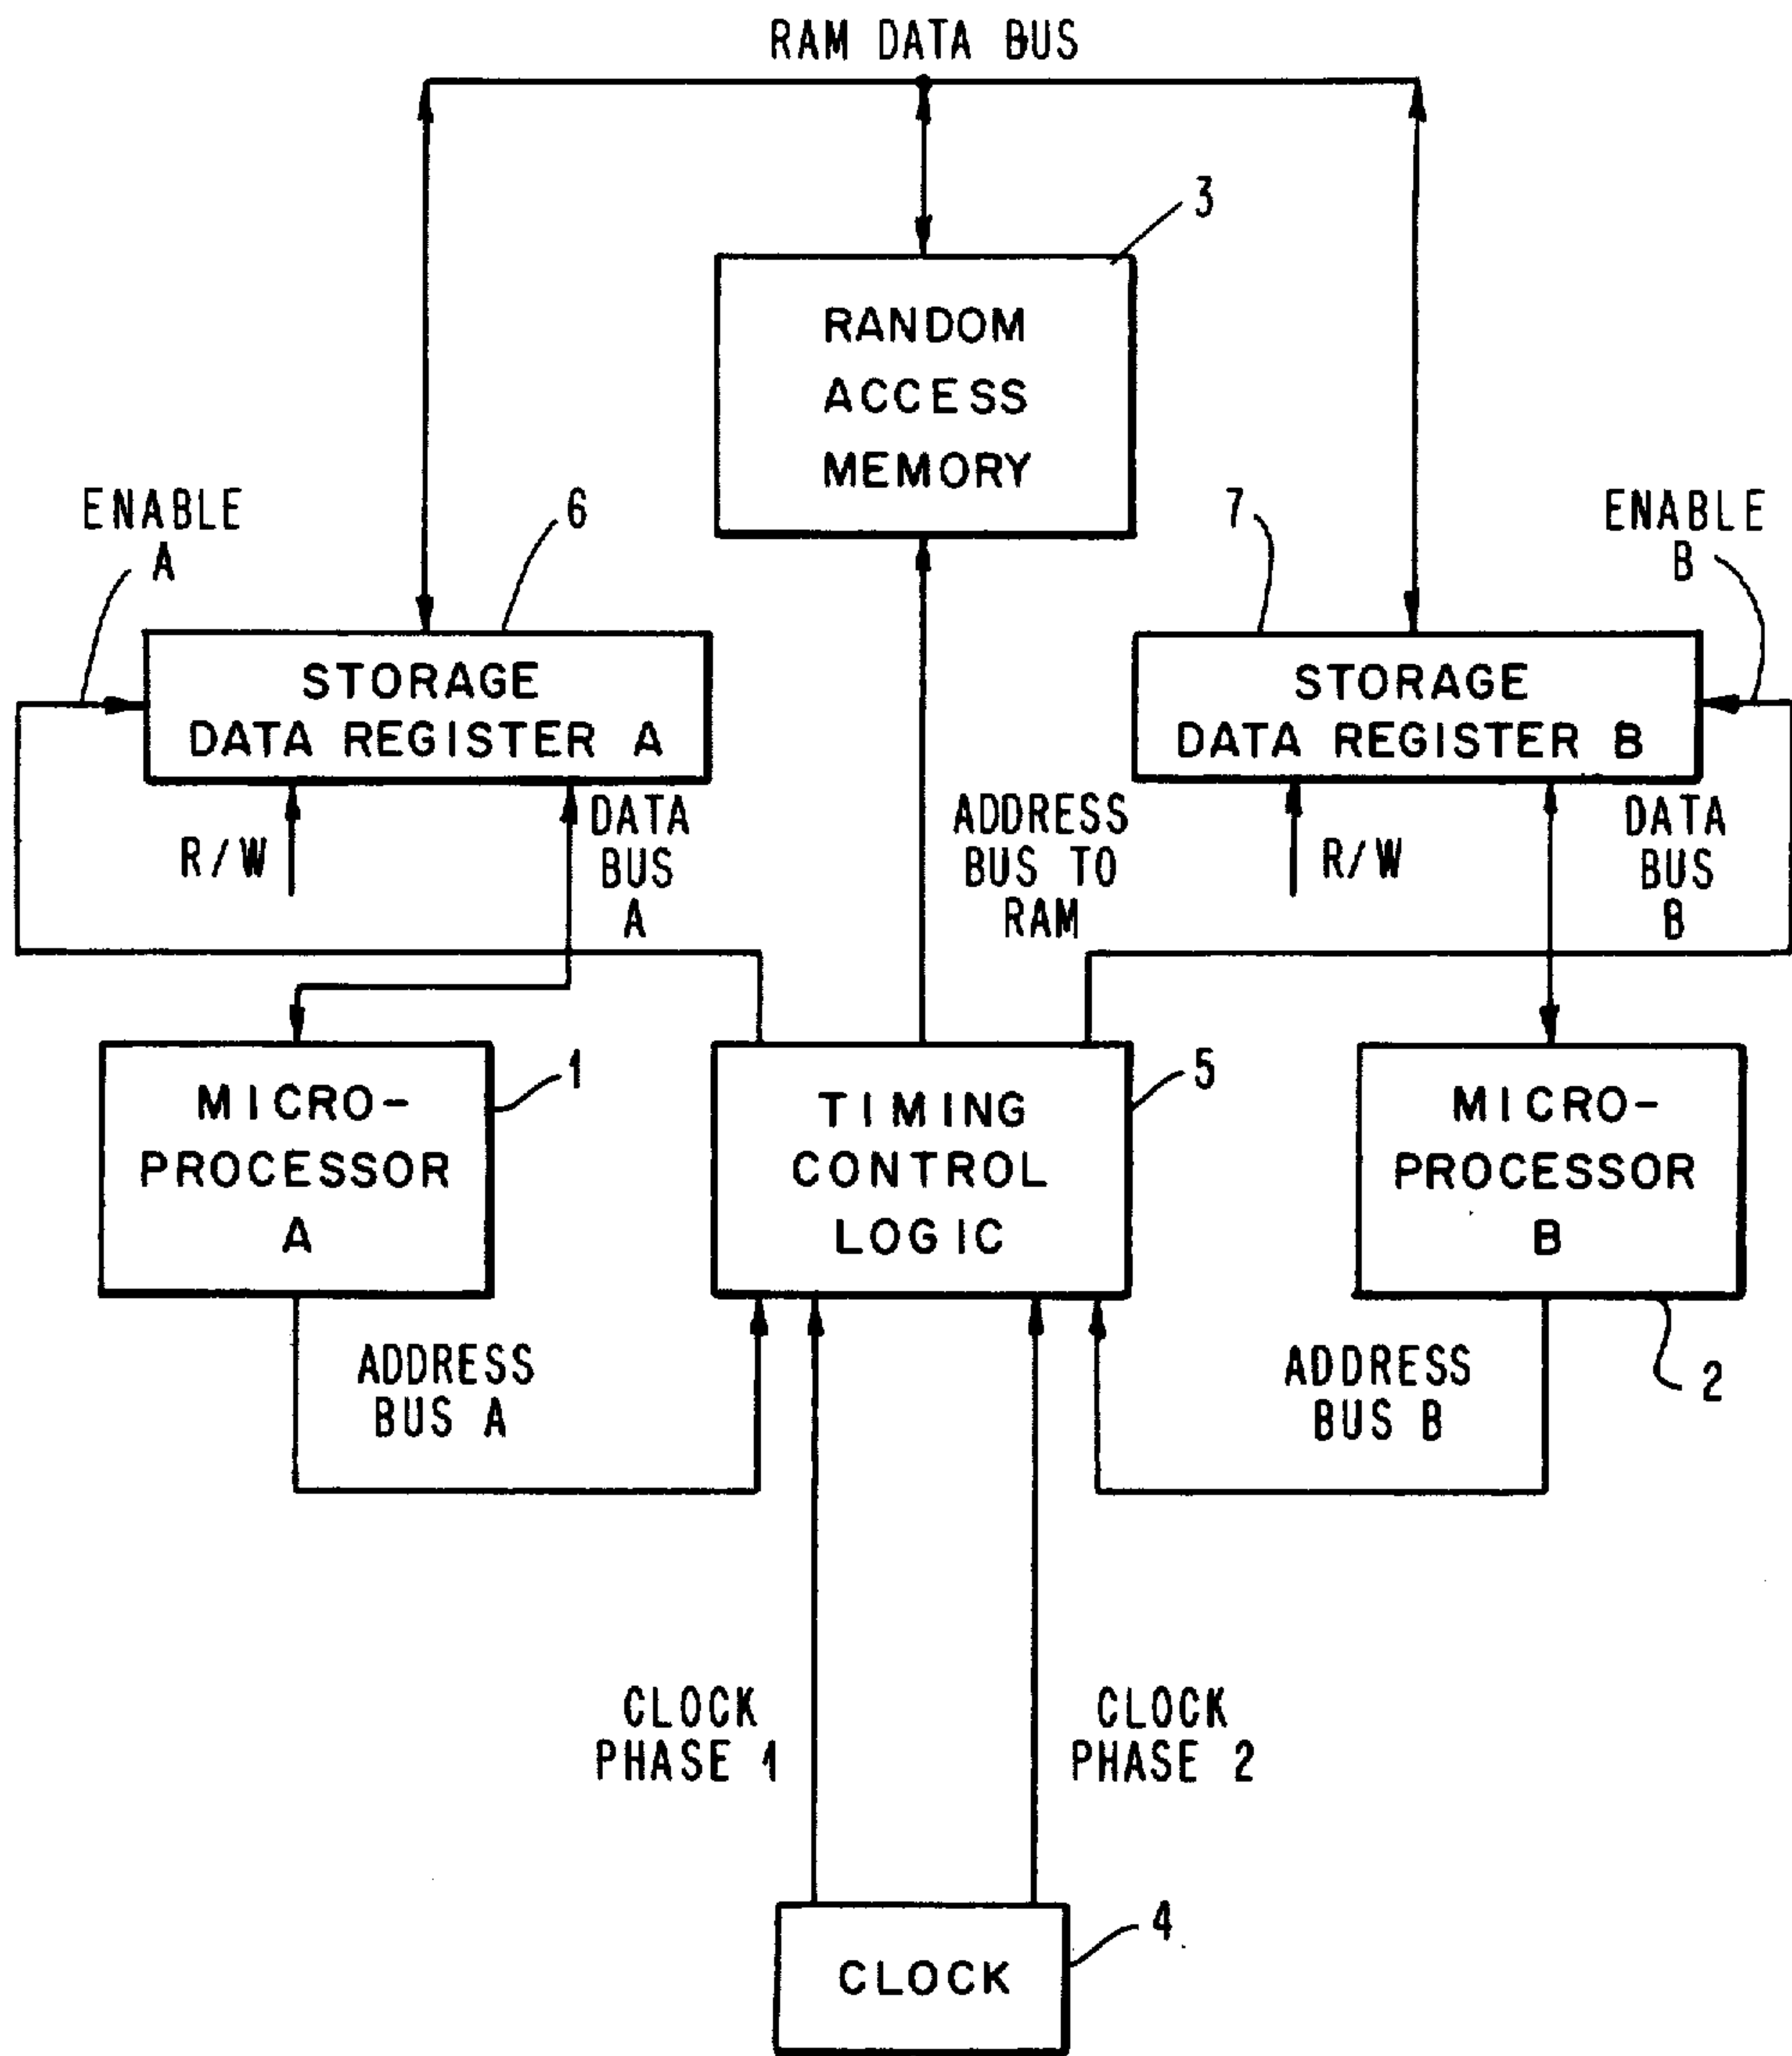 RAM DATA BUS
3
RANDOM
ACCESS
MEMORY
ENABLE
A
6
7
ENABLE
B
STORAGE
DATA REGISTER A
STORAGE
DATA REGISTER B
R/W
DATA
BUS
A
ADDRESS
BUS TO
RAM
R/W
DATA
BUS
B
MICRO-
PROCESSOR
A
1
TIMING
CONTROL
LOGIC
5
MICRO-
PROCESSOR
B
2
ADDRESS
BUS A
ADDRESS
BUS B
CLOCK
PHASE 1
CLOCK
PHASE 2
CLOCK
4